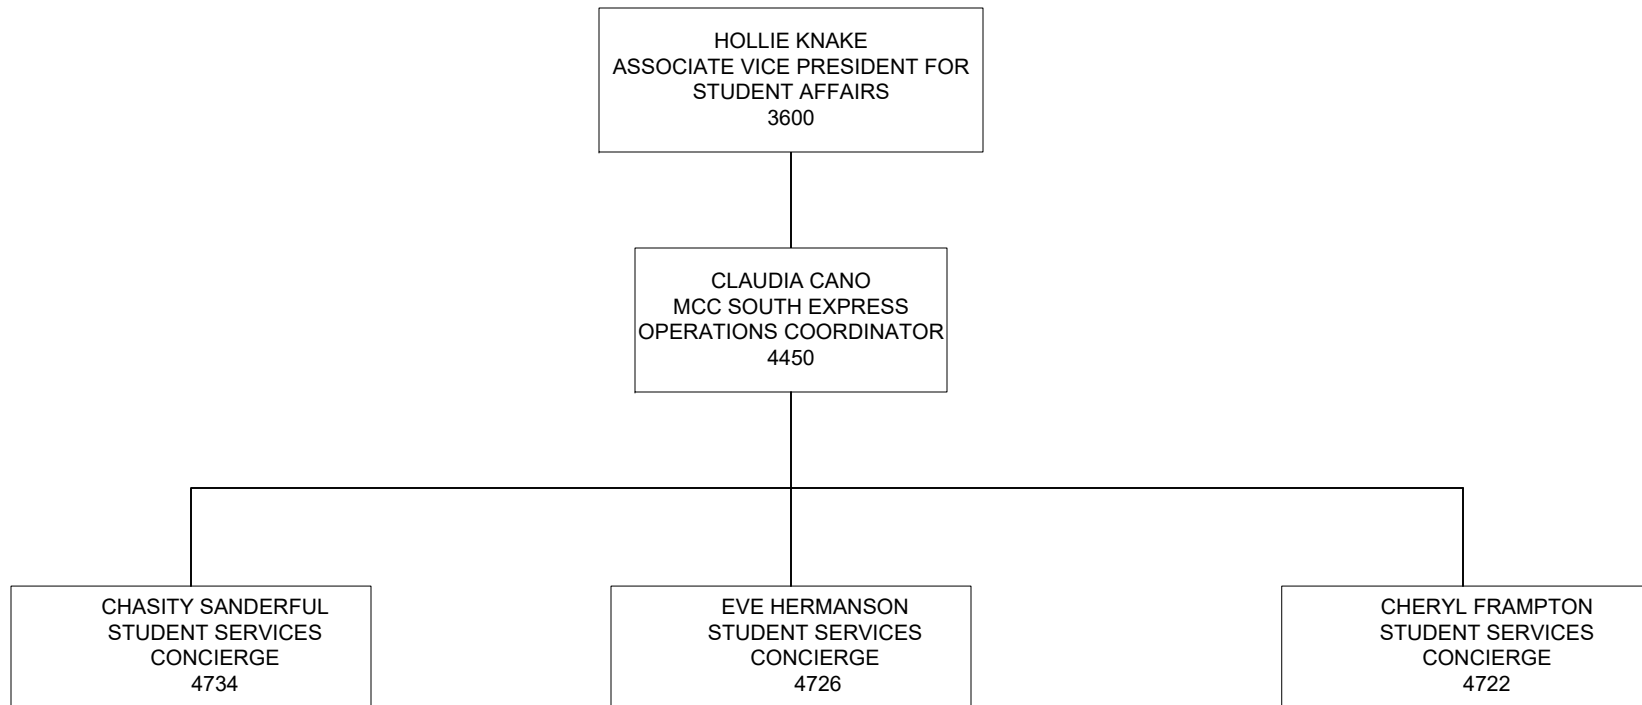 HOLLIE KNAKE
ASSOCIATE VICE PRESIDENT FOR
STUDENT AFFAIRS
3600
CLAUDIA CANO
MCC SOUTH EXPRESS
OPERATIONS COORDINATOR
4450
CHASITY SANDERFUL
STUDENT SERVICES
CONCIERGE
4734
EVE HERMANSON
STUDENT SERVICES
CONCIERGE
4726
CHERYL FRAMPTON
STUDENT SERVICES
CONCIERGE
4722